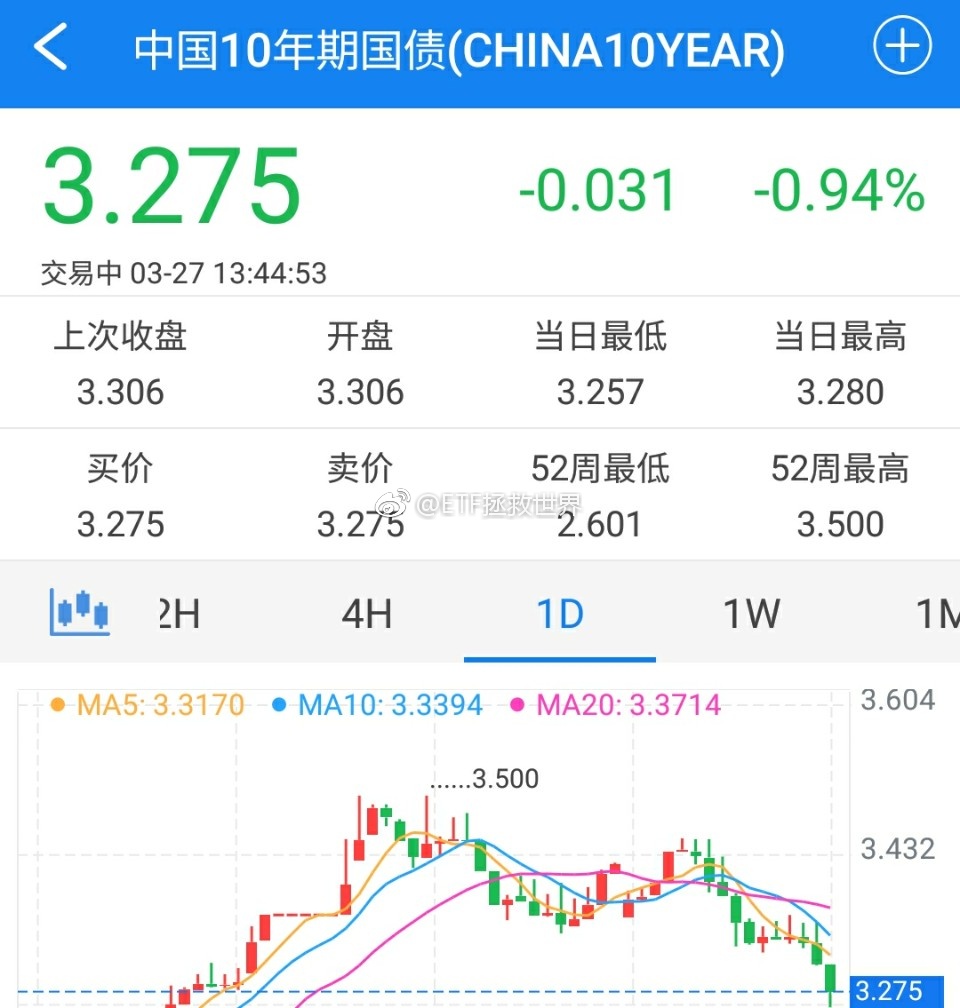 中国10年期国债(CHINA10YEAR)
3.275 -0.031 -0.94%
交易中 03-27 13:44:53
上次收盘 开盘 当日最低 当日最高
3.306 3.306 3.257 3.280
买价 卖价 52周最低 52周最高
@ETF拯救世界
3.275 3.275 2.601 3.500
2H 4H 1D 1W 1M
MA5: 3.3170 MA10: 3.3394 MA20: 3.3714 3.604
......3.500
3.432
3.275